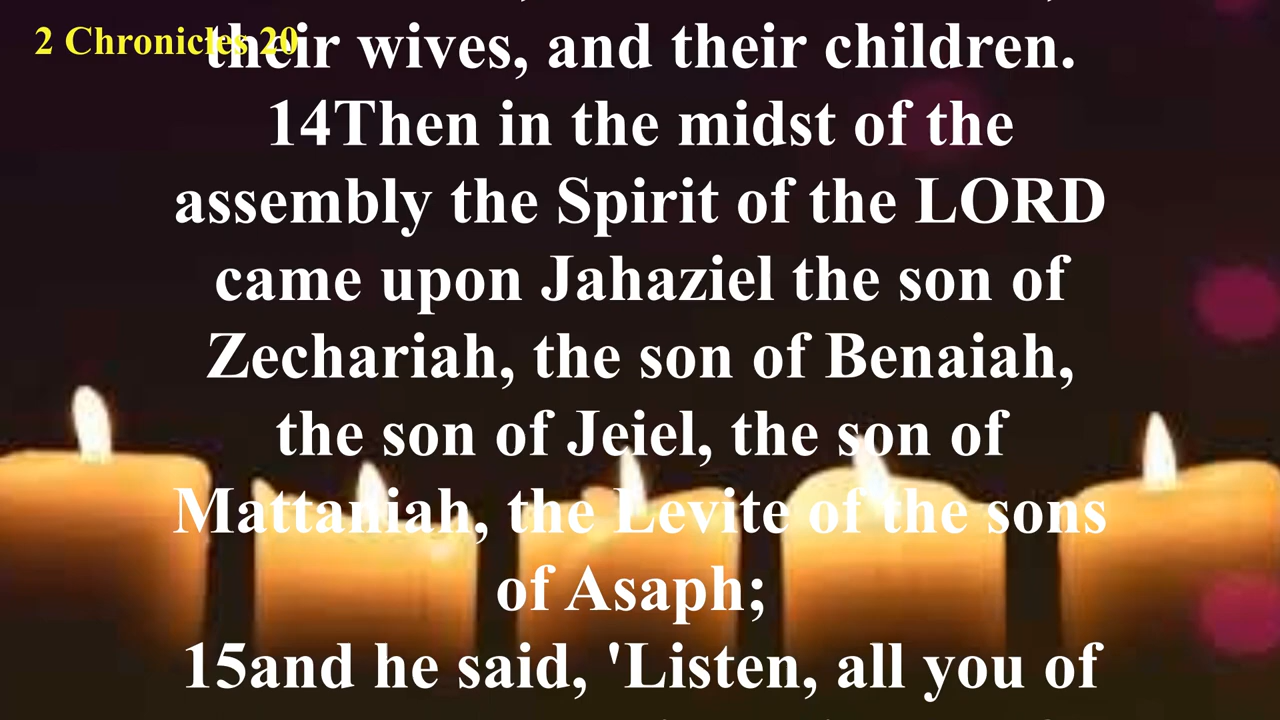 2 Chronicles 20
their wives, and their children.
14Then in the midst of the
assembly the Spirit of the LORD
came upon Jahaziel the son of
Zechariah, the son of Benaiah,
the son of Jeiel, the son of
Mattaniah, the Levite of the sons
of Asaph;
15and he said, 'Listen, all you of